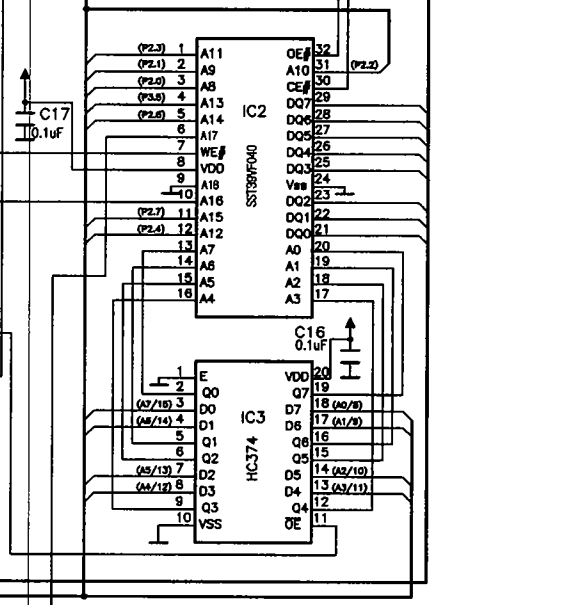 (P2.3) 1 A11 OE# 32
(P2.1) 2 A9 A10 31 (P2.2)
(P2.0) 3 A8 CE# 30
(P3.5) 4 A13 DQ7 29
(P2.6) 5 A14 IC2 DQ6 28
6 A17 DQ5 27
7 WE# DQ4 26
8 VDD DQ3 25
9 A18 Vss 24
10 A16 DQ2 23
(P2.7) 11 A15 DQ1 22
(P2.4) 12 A12 DQ0 21
13 A7 A0 20
14 A6 A1 19
15 A5 A2 18
16 A4 A3 17
SST39VF040
C17
0.1uF
C16
0.1uF
1 E VDD 20
2 Q0 Q7 19
(A7/15) 3 D0 D7 18 (A0/8)
(A6/14) 4 D1 IC3 D6 17 (A1/9)
5 Q1 Q6 16
6 Q2 Q5 15
(A5/13) 7 D2 D5 14 (A2/10)
(A4/12) 8 D3 D4 13 (A3/11)
9 Q3 Q4 12
10 VSS OE 11
HC374